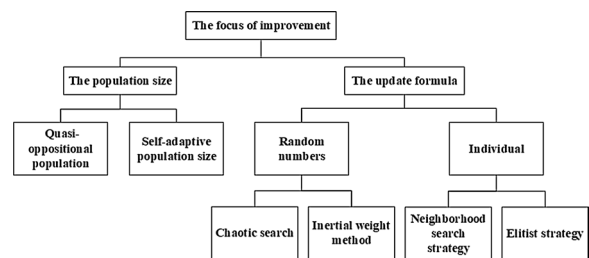 The focus of improvement
The population size
The update formula
Quasi-
oppositional
population
Self-adaptive
population size
Random
numbers
Individual
Chaotic search
Inertial weight
method
Neighborhood
search
strategy
Elitist strategy